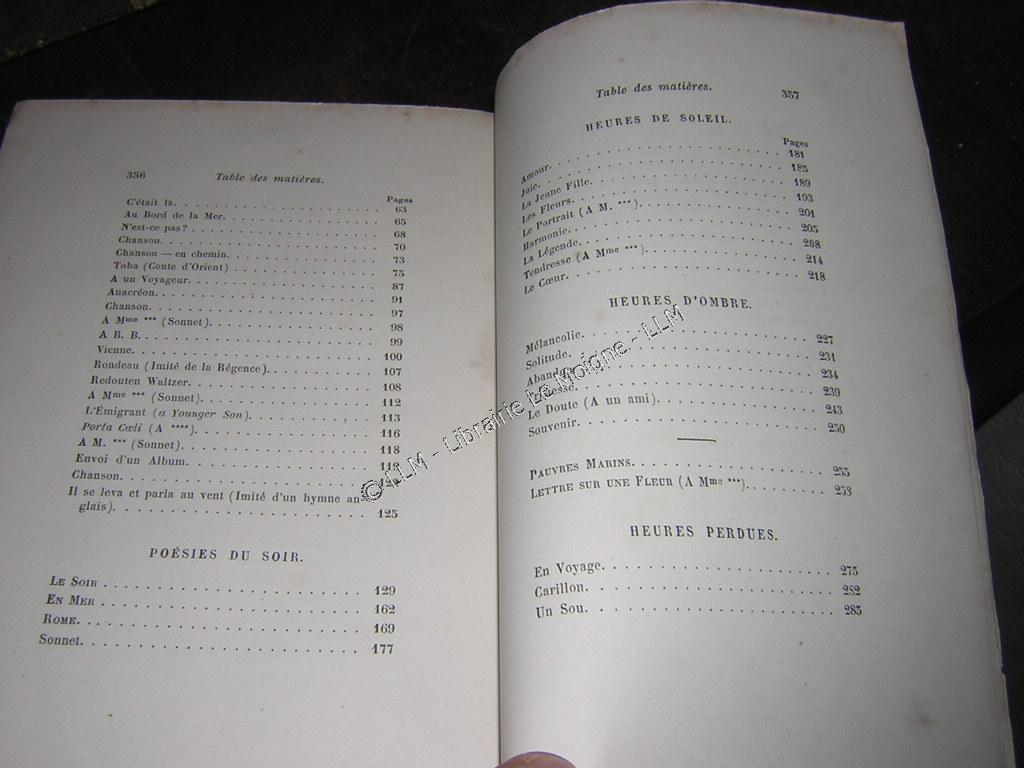 356 Table des matières.
Pages
C'était là. 63
Au Bord de la Mer. 65
N'est-ce pas? 68
Chanson. 70
Chanson — en chemin. 73
Toba (Conte d'Orient) 75
A un Voyageur. 87
Anacréon. 91
Chanson. 97
A Mme *** (Sonnet). 98
A B. B. 99
Vienne. 100
Rondeau (Imité de la Régence). 107
Redouten Waltzer. 108
A Mme *** (Sonnet). 112
L'Émigrant (a Younger Son). 113
Porta Cœli (A ****). 116
A M. *** (Sonnet). 118
Envoi d'un Album.
Chanson.
Il se leva et parla au vent (Imité d'un hymne an-
glais). 125
POÉSIES DU SOIR.
LE SOIR 129
EN MER 162
ROME. 169
Sonnet. 177
Table des matières. 357
HEURES DE SOLEIL.
Pages
Amour. 181
Joie. 185
La Jeune Fille. 189
Les Fleurs. 193
Le Portrait (A M. ***). 201
Harmonie. 205
La Légende. 208
Tendresse (A Mme ***). 214
Le Cœur. 218
HEURES D'OMBRE.
Mélancolie. 227
Solitude. 231
Abandon. 234
239
Le Doute (A un ami). 243
Souvenir. 250
PAUVRES MARINS. 255
LETTRE SUR UNE FLEUR (A Mme ***). 258
HEURES PERDUES.
En Voyage. 275
Carillon. 282
Un Sou. 285
© LLM - Librairie Le Moigne - LLM